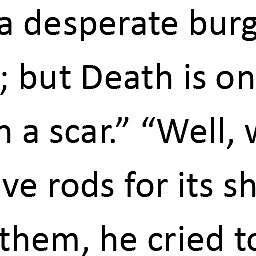 a desperate burg
; but Death is on
n a scar.” “Well, w
ve rods for its sh
them, he cried to